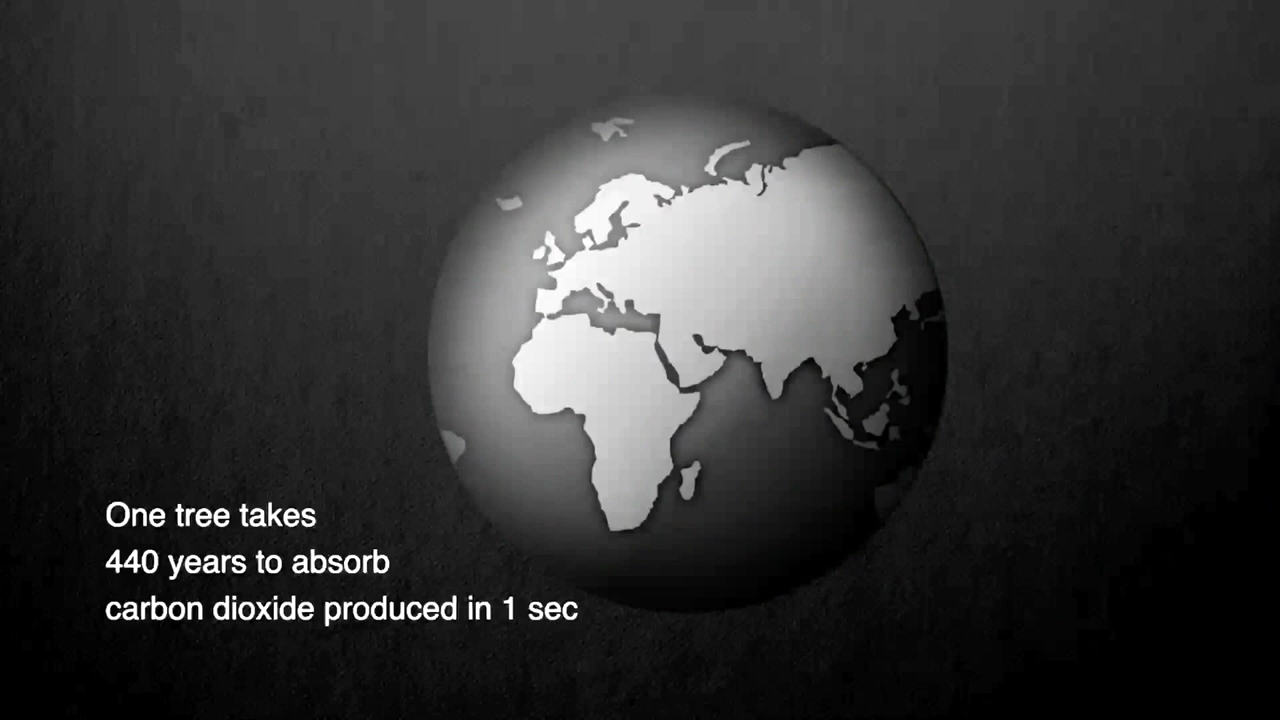 One tree takes
440 years to absorb
carbon dioxide produced in 1 sec